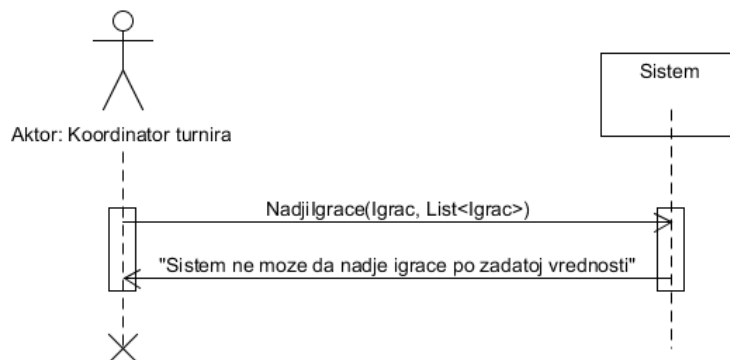 Sistem
Aktor: Koordinator turnira
NadjiIgrace(Igrac, List<Igrac>)
"Sistem ne moze da nadje igrace po zadatoj vrednosti"